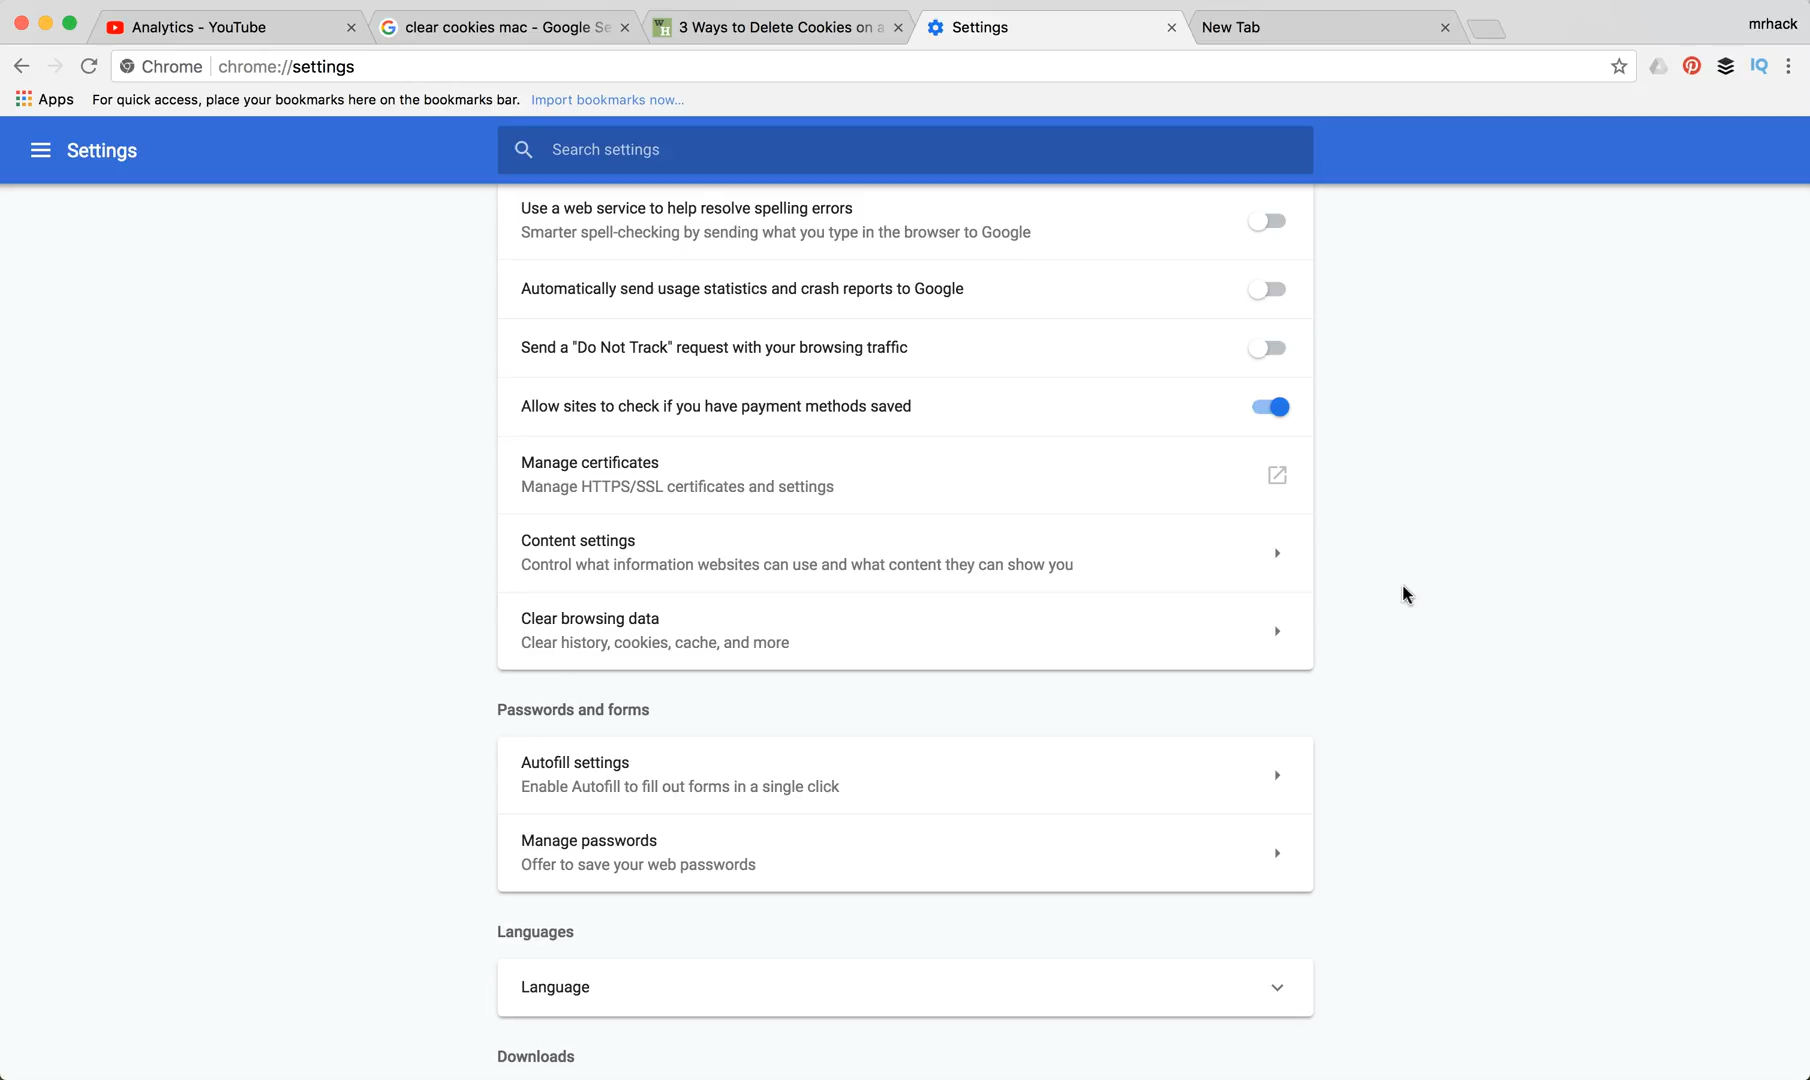 Analytics - YouTube
clear cookies mac - Google Se
3 Ways to Delete Cookies on a
Settings
New Tab
mrhack
Chrome
chrome://settings
IQ
Apps
For quick access, place your bookmarks here on the bookmarks bar.
Import bookmarks now...
Settings
Search settings
Use a web service to help resolve spelling errors
Smarter spell-checking by sending what you type in the browser to Google
Automatically send usage statistics and crash reports to Google
Send a "Do Not Track" request with your browsing traffic
Allow sites to check if you have payment methods saved
Manage certificates
Manage HTTPS/SSL certificates and settings
Content settings
Control what information websites can use and what content they can show you
Clear browsing data
Clear history, cookies, cache, and more
Passwords and forms
Autofill settings
Enable Autofill to fill out forms in a single click
Manage passwords
Offer to save your web passwords
Languages
Language
Downloads